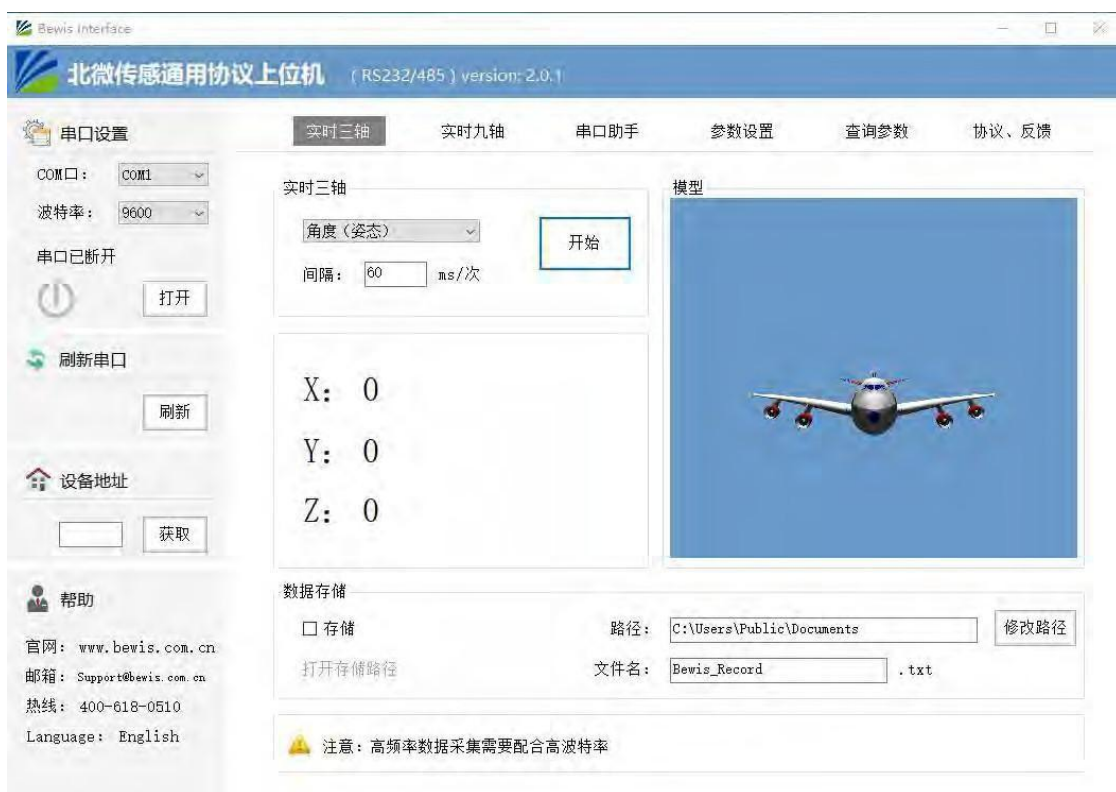 Bewis Interface
北微传感通用协议上位机 （RS232/485）version: 2.0.1
串口设置
COM口： COM1
波特率： 9600
串口已断开
打开
刷新串口
刷新
设备地址
获取
帮助
官网： www.bewis.com.cn
邮箱： Support@bewis.com.cn
热线： 400-618-0510
Language： English
实时三轴 实时九轴 串口助手 参数设置 查询参数 协议、反馈
实时三轴
角度（姿态）
开始
间隔： 60 ms/次
X： 0
Y： 0
Z： 0
模型
数据存储
存储 路径： C:\Users\Public\Documents 修改路径
打开存储路径 文件名： Bewis_Record .txt
注意：高频率数据采集需要配合高波特率